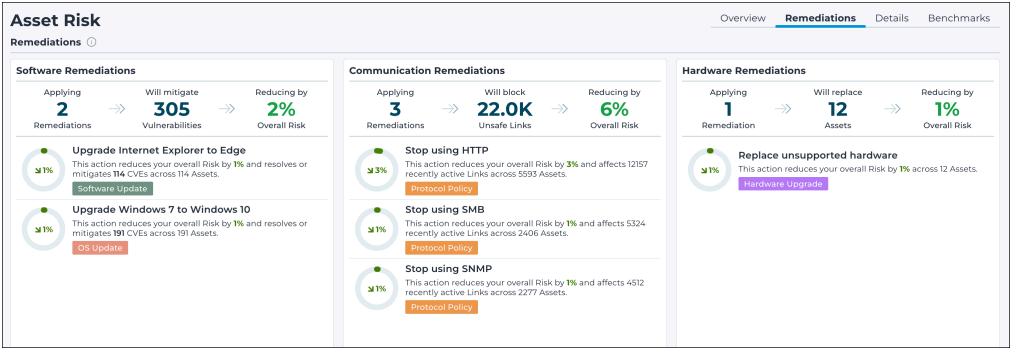 Asset Risk
Overview Remediations Details Benchmarks
Remediations
Software Remediations
Applying Will mitigate Reducing by
2 305 2%
Remediations Vulnerabilities Overall Risk
1%
Upgrade Internet Explorer to Edge
This action reduces your overall Risk by 1% and resolves or
mitigates 114 CVEs across 114 Assets.
Software Update
1%
Upgrade Windows 7 to Windows 10
This action reduces your overall Risk by 1% and resolves or
mitigates 191 CVEs across 191 Assets.
OS Update
Communication Remediations
Applying Will block Reducing by
3 22.0K 6%
Remediations Unsafe Links Overall Risk
3%
Stop using HTTP
This action reduces your overall Risk by 3% and affects 12157
recently active Links across 5593 Assets.
Protocol Policy
1%
Stop using SMB
This action reduces your overall Risk by 1% and affects 5324
recently active Links across 2406 Assets.
Protocol Policy
1%
Stop using SNMP
This action reduces your overall Risk by 1% and affects 4512
recently active Links across 2277 Assets.
Protocol Policy
Hardware Remediations
Applying Will replace Reducing by
1 12 1%
Remediation Assets Overall Risk
1%
Replace unsupported hardware
This action reduces your overall Risk by 1% across 12 Assets.
Hardware Upgrade